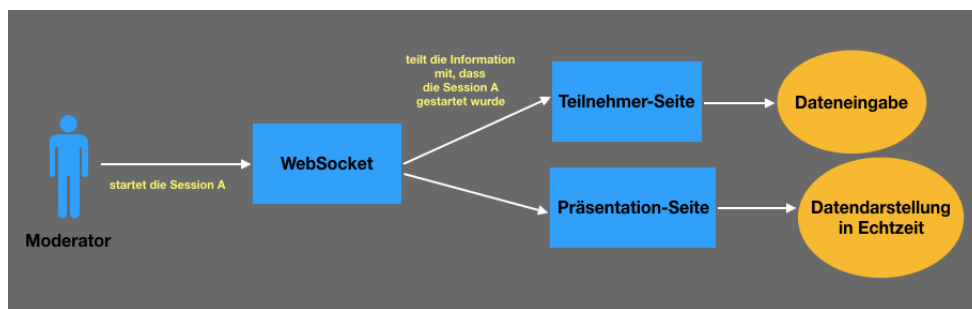 Moderator
startet die Session A
WebSocket
teilt die Information
mit, dass
die Session A
gestartet wurde
Teilnehmer-Seite
Dateneingabe
Präsentation-Seite
Datendarstellung
in Echtzeit